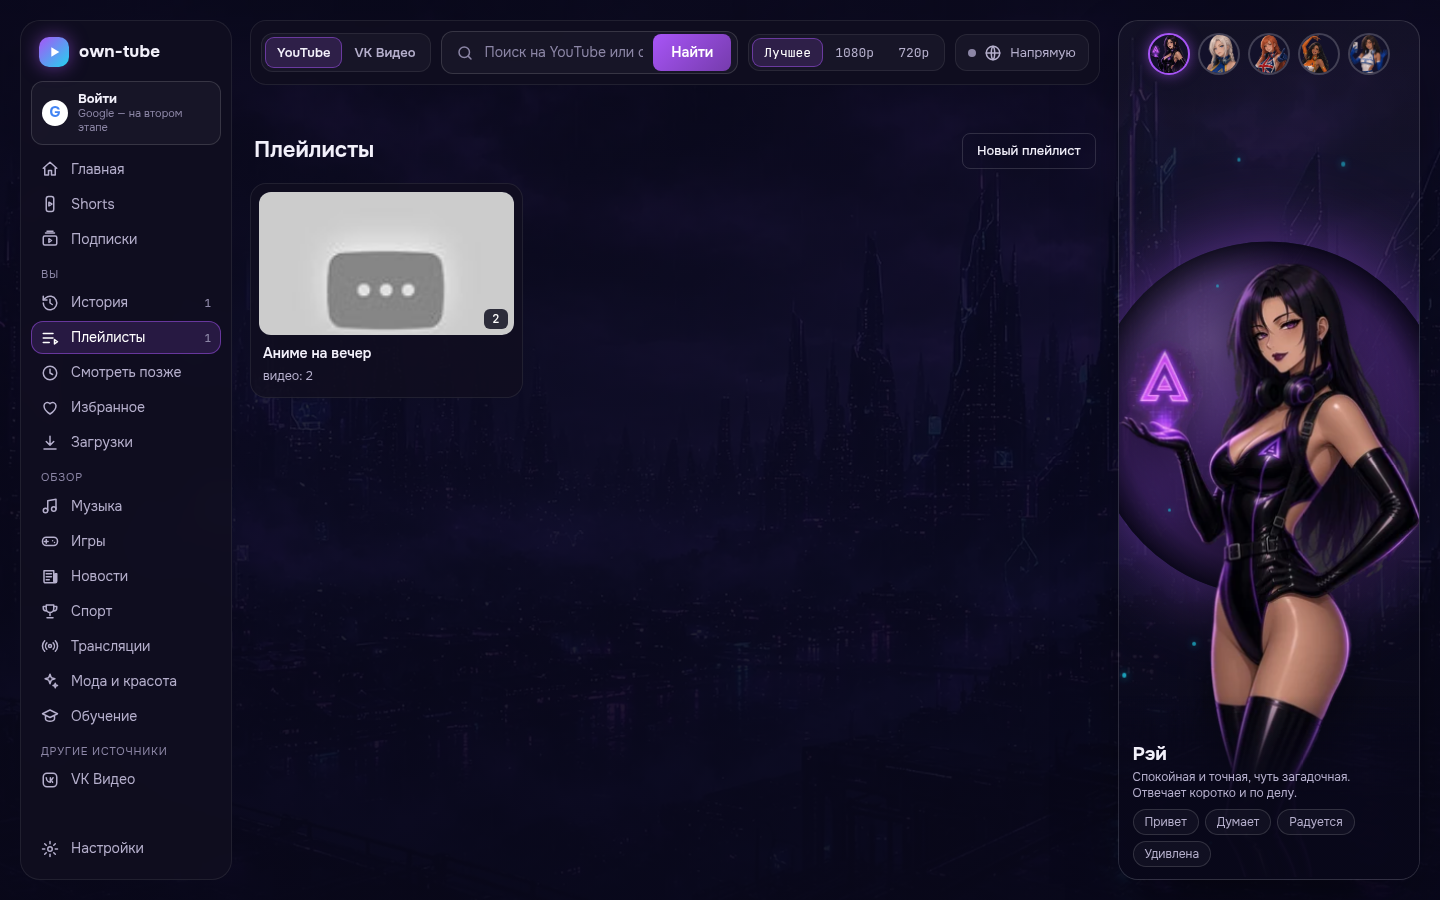 own-tube
Войти
Google — на втором
этапе
Главная
Shorts
Подписки
ВЫ
История 1
Плейлисты 1
Смотреть позже
Избранное
Загрузки
ОБЗОР
Музыка
Игры
Новости
Спорт
Трансляции
Мода и красота
Обучение
ДРУГИЕ ИСТОЧНИКИ
VK Видео
Настройки
YouTube VK Видео Поиск на YouTube или Найти Лучшее 1080p 720p Напрямую
Плейлисты Новый плейлист
2
Аниме на вечер
видео: 2
Рэй
Спокойная и точная, чуть загадочная.
Отвечает коротко и по делу.
Привет Думает Радуется
Удивлена